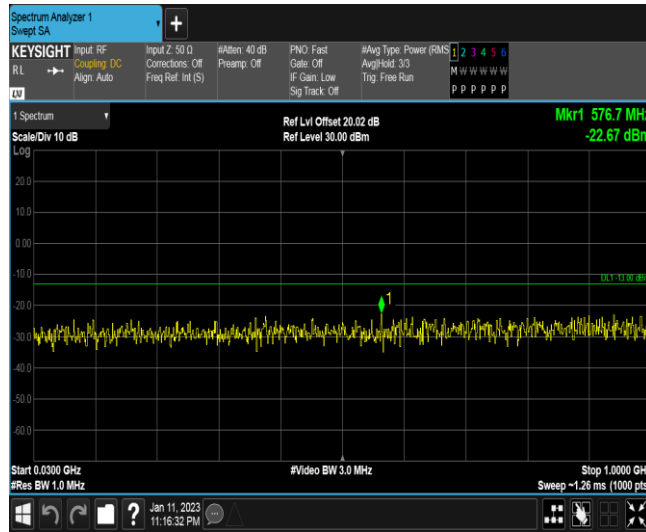 Spectrum Analyzer 1
Swept SA
+
KEYSIGHT
RL
LXI
Input: RF
Coupling: DC
Align: Auto
Input Z: 50 Ω
Corrections: Off
Freq Ref: Int (S)
#Atten: 40 dB
Preamp: Off
PNO: Fast
Gate: Off
IF Gain: Low
Sig Track: Off
#Avg Type: Power (RMS
Avg|Hold: 3/3
Trig: Free Run
1 2 3 4 5 6
M W W W W W
P P P P P P
1 Spectrum
Scale/Div 10 dB
Log
Ref Lvl Offset 20.02 dB
Ref Level 30.00 dBm
Mkr1 576.7 MHz
-22.67 dBm
20.0
10.0
0.00
-10.0
DL1 -13.00 dBm
1
-20.0
-30.0
-40.0
-50.0
-60.0
Start 0.0300 GHz
#Res BW 1.0 MHz
#Video BW 3.0 MHz
Stop 1.0000 GHz
Sweep ~1.26 ms (1000 pts)
?
Jan 11, 2023
11:16:32 PM